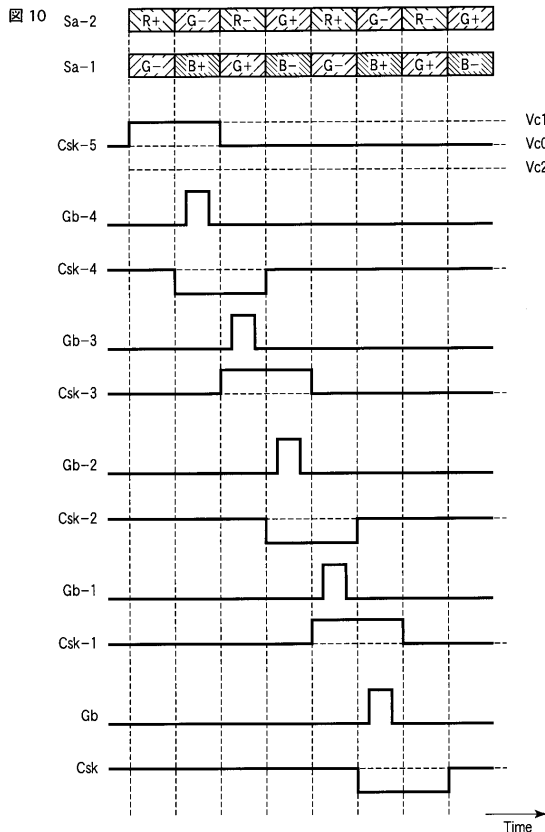 図 10
Sa-2 R+ G- R- G+ R+ G- R- G+
Sa-1 G- B+ G+ B- G- B+ G+ B-
Vc1
Csk-5 Vc0
Vc2
Gb-4
Csk-4
Gb-3
Csk-3
Gb-2
Csk-2
Gb-1
Csk-1
Gb
Csk
Time